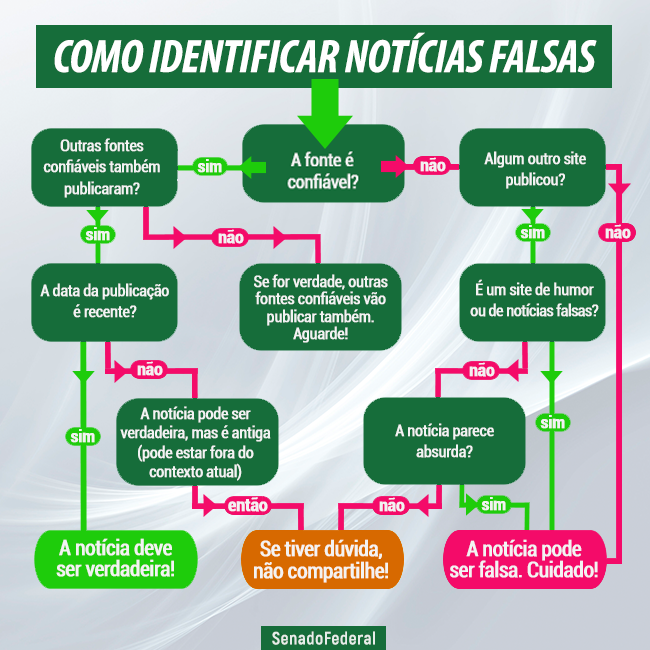 COMO IDENTIFICAR NOTÍCIAS FALSAS
Outras fontes
confiáveis também
publicaram?
sim
A fonte é
confiável?
não
Algum outro site
publicou?
sim
não
sim
não
A data da publicação
é recente?
Se for verdade, outras
fontes confiáveis vão
publicar também.
Aguarde!
É um site de humor
ou de notícias falsas?
não
não
sim
A notícia pode ser
verdadeira, mas é antiga
(pode estar fora do
contexto atual)
A notícia parece
absurda?
sim
então
não
sim
A notícia deve
ser verdadeira!
Se tiver dúvida,
não compartilhe!
A notícia pode
ser falsa. Cuidado!
SenadoFederal